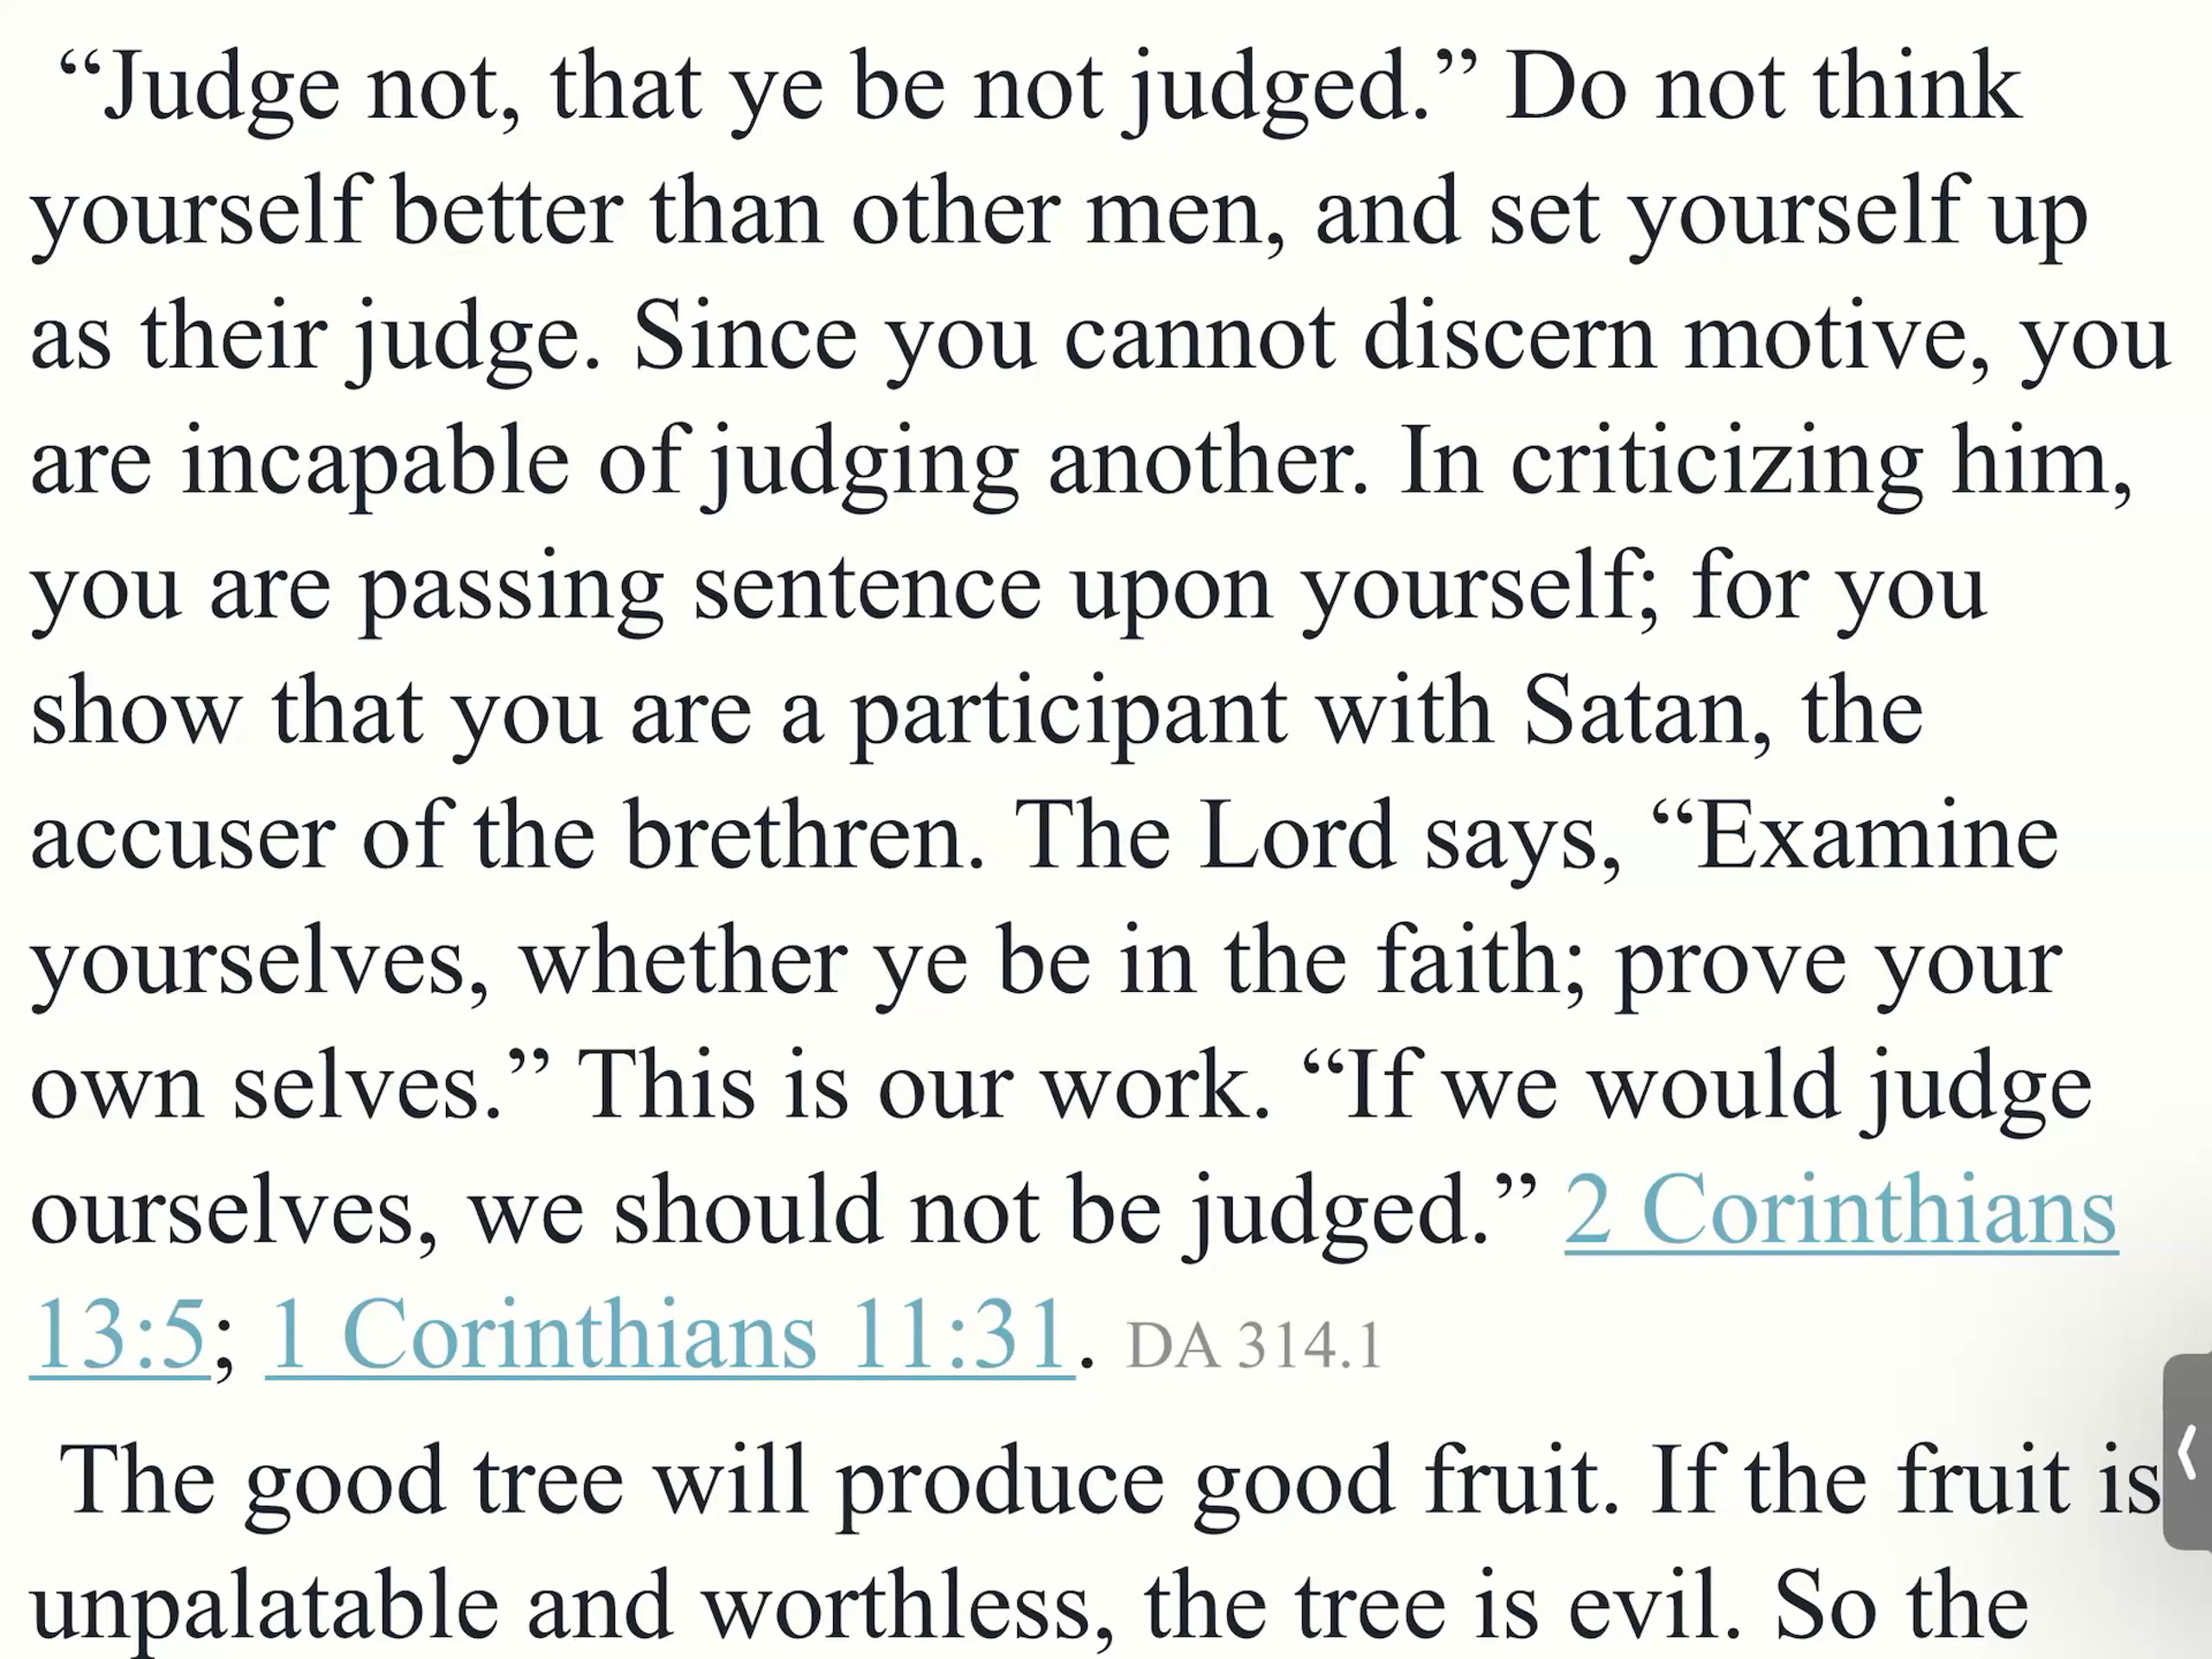 “Judge not, that ye be not judged.” Do not think
yourself better than other men, and set yourself up
as their judge. Since you cannot discern motive, you
are incapable of judging another. In criticizing him,
you are passing sentence upon yourself; for you
show that you are a participant with Satan, the
accuser of the brethren. The Lord says, “Examine
yourselves, whether ye be in the faith; prove your
own selves.” This is our work. “If we would judge
ourselves, we should not be judged.” 2 Corinthians
13:5; 1 Corinthians 11:31. DA 314.1
The good tree will produce good fruit. If the fruit is
unpalatable and worthless, the tree is evil. So the